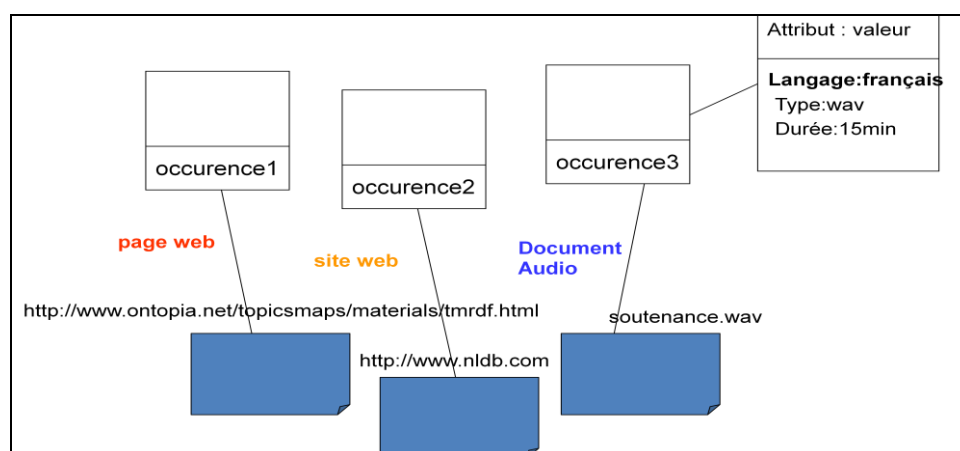 Attribut : valeur
Langage:français
Type:wav
Durée:15min
occurence1
occurence2
occurence3
page web
site web
Document
Audio
http://www.ontopia.net/topicsmaps/materials/tmrdf.html
soutenance.wav
http://www.nldb.com